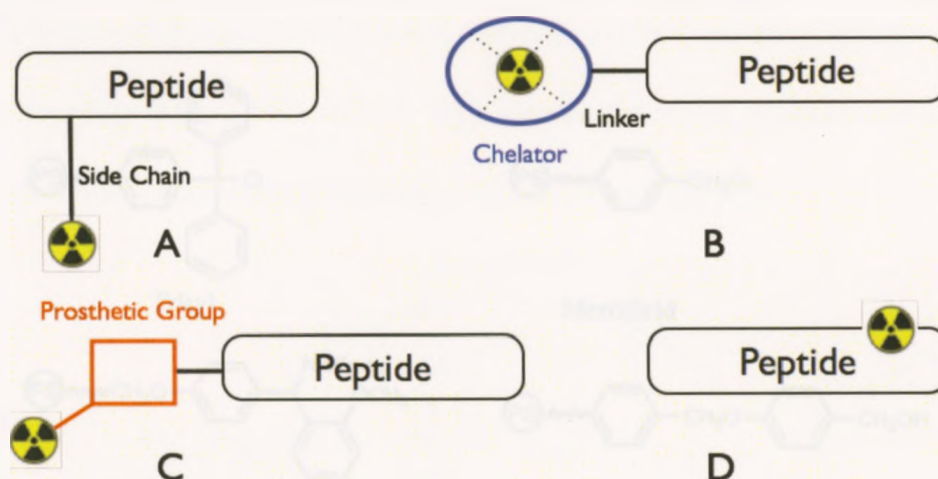 Peptide
Side Chain
A
Peptide
Linker
Chelator
B
Prosthetic Group
Peptide
C
Peptide
D